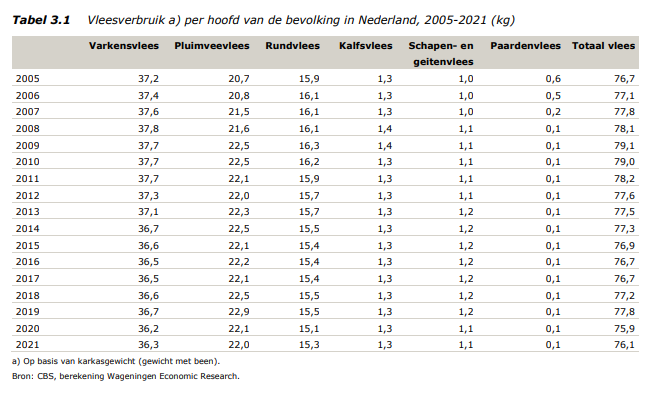 Tabel 3.1 Vleesverbruik a) per hoofd van de bevolking in Nederland, 2005-2021 (kg)
Varkensvlees Pluimveevlees Rundvlees Kalfsvlees Schapen- en geitenvlees Paardenvlees Totaal vlees
2005 37,2 20,7 15,9 1,3 1,0 0,6 76,7
2006 37,4 20,8 16,1 1,3 1,0 0,5 77,1
2007 37,6 21,5 16,1 1,3 1,0 0,2 77,8
2008 37,8 21,6 16,1 1,4 1,1 0,1 78,1
2009 37,7 22,5 16,3 1,4 1,1 0,1 79,1
2010 37,7 22,5 16,2 1,3 1,1 0,1 79,0
2011 37,7 22,1 15,9 1,3 1,1 0,1 78,2
2012 37,3 22,0 15,7 1,3 1,1 0,1 77,6
2013 37,1 22,3 15,7 1,3 1,2 0,1 77,5
2014 36,7 22,5 15,5 1,3 1,2 0,1 77,3
2015 36,6 22,1 15,4 1,3 1,2 0,1 76,9
2016 36,5 22,2 15,4 1,3 1,2 0,1 76,7
2017 36,5 22,1 15,4 1,3 1,2 0,1 76,7
2018 36,6 22,5 15,5 1,3 1,2 0,1 77,2
2019 36,7 22,9 15,5 1,3 1,2 0,1 77,8
2020 36,2 22,1 15,1 1,3 1,1 0,1 75,9
2021 36,3 22,0 15,3 1,3 1,1 0,1 76,1
a) Op basis van karkasgewicht (gewicht met been).
Bron: CBS, berekening Wageningen Economic Research.